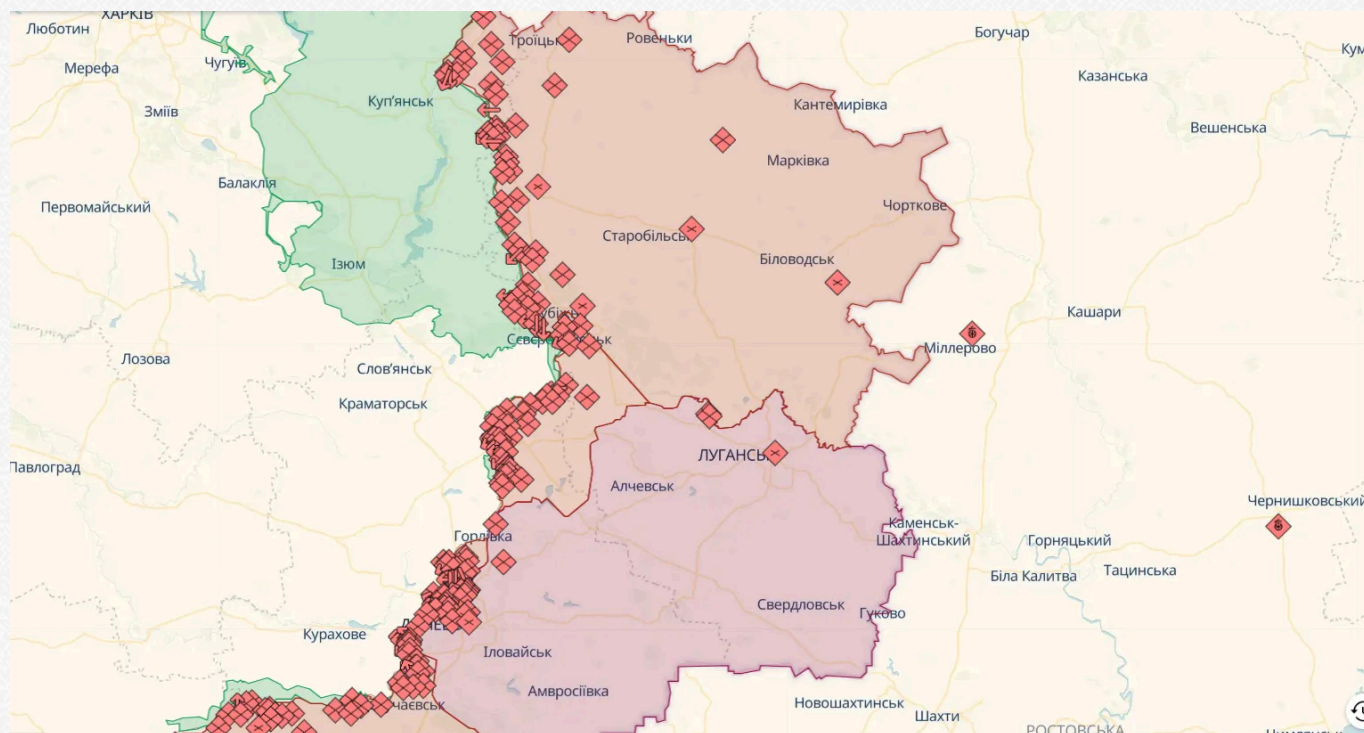 ХАРКІВ
Люботин
Чугуїв
Мерефа
Зміїв
Куп'янськ
Троїцьк
Ровеньки
Богучар
Казанська
Кантемирівка
Вешенська
Марківка
Балаклія
Первомайський
Чорткове
Старобільськ
Біловодськ
Ізюм
Кашари
Міллерово
Лозова
Слов'янськ
Краматорськ
Павлоград
ЛУГАНСЬ
Алчевськ
Чернишковський
Каменськ-
Шахтинський
Горняцький
Горлівка
Біла Калитва
Тацинська
Свердловськ
Гуково
Курахове
Іловайськ
Амвросіївка
Новошахтинськ
Шахти
РОСТОВСЬКА